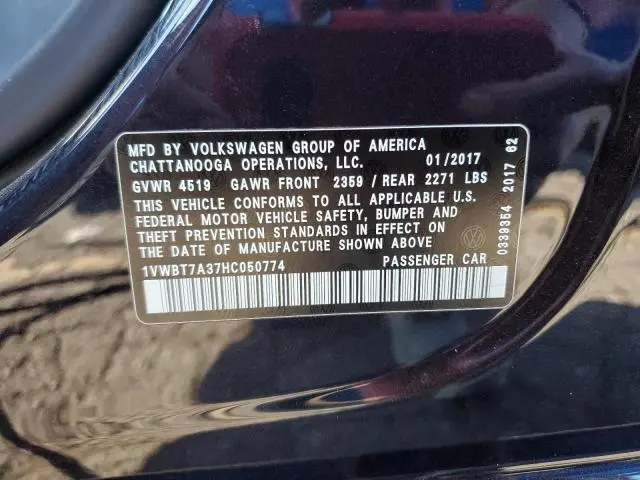 MFD BY VOLKSWAGEN GROUP OF AMERICA
CHATTANOOGA OPERATIONS, LLC. 01/2017
GVWR 4519 GAWR FRONT 2359 / REAR 2271 LBS
THIS VEHICLE CONFORMS TO ALL APPLICABLE U.S.
FEDERAL MOTOR VEHICLE SAFETY, BUMPER AND
THEFT PREVENTION STANDARDS IN EFFECT ON
THE DATE OF MANUFACTURE SHOWN ABOVE
1VWBT7A37HC050774 PASSENGER CAR
0339354 2017 62